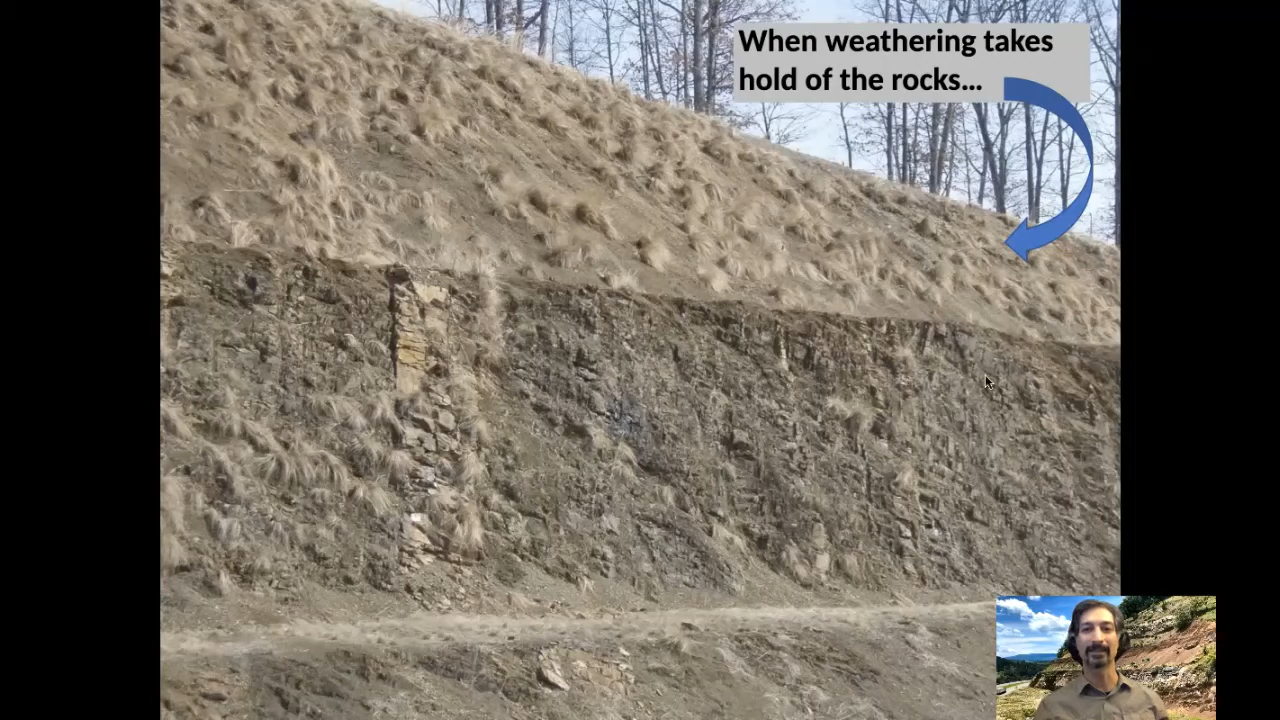 When weathering takes
hold of the rocks...